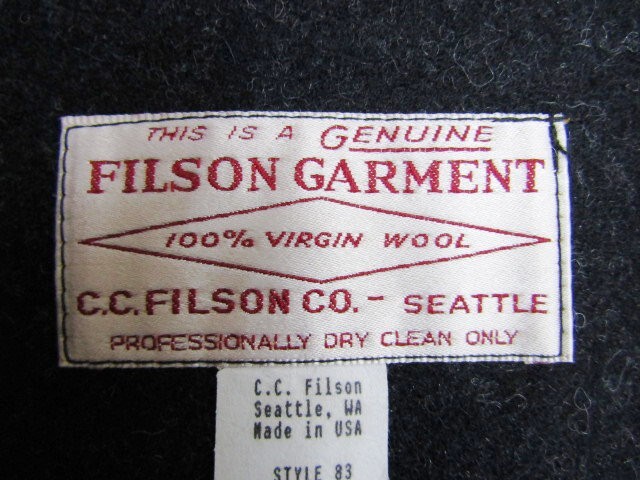 THIS IS A GENUINE
FILSON GARMENT
100% VIRGIN WOOL
C.C. FILSON CO.- SEATTLE
PROFESSIONALLY DRY CLEAN ONLY
C.C. Filson
Seattle, WA
Made in USA
STYLE 83